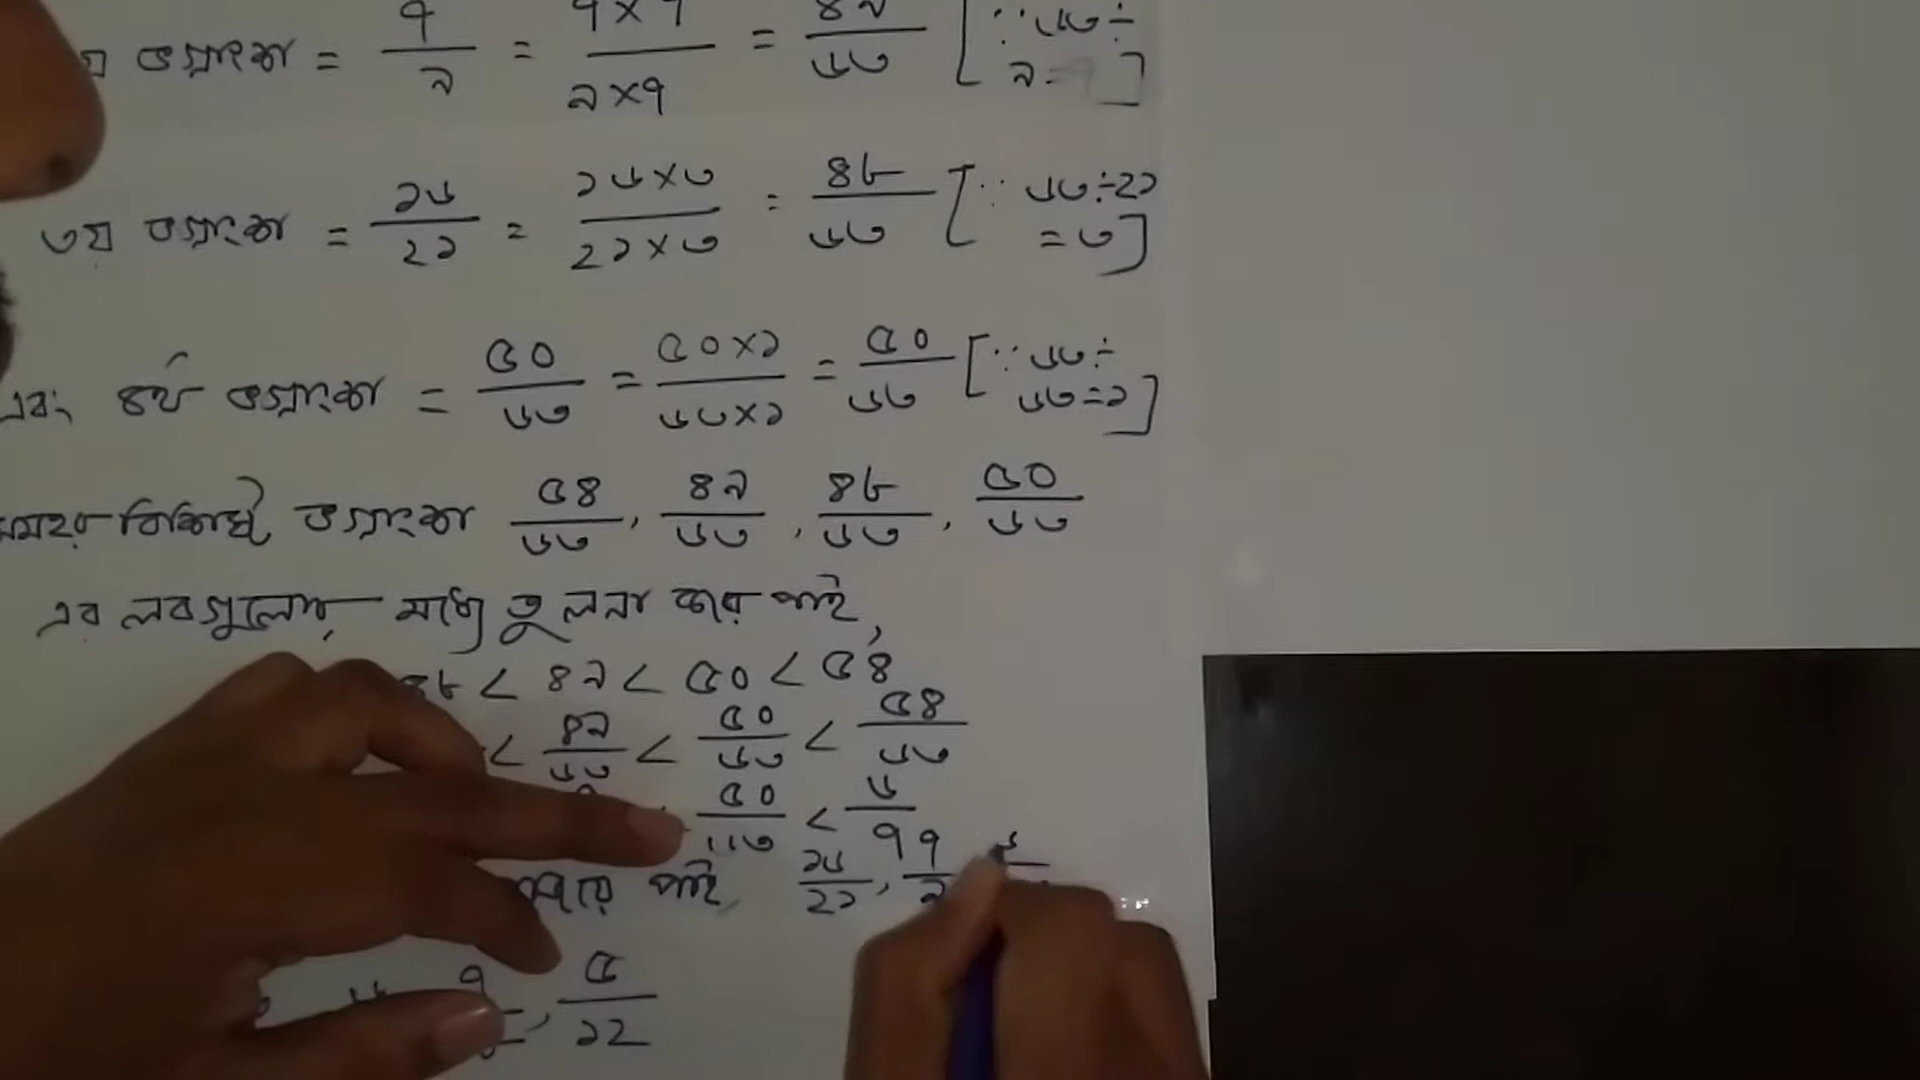 য় ভগ্নাংশ = ৭/৯ = ৭×৭/৯×৭ = ৪৯/৬৩ [∵ ৬৩÷
৯=৭]
৩য় ভগ্নাংশ = ১৬/২১ = ১৬×৩/২১×৩ = ৪৮/৬৩ [∵ ৬৩÷২১
=৩]
এবং ৪র্থ ভগ্নাংশ = ৫০/৬৩ = ৫০×১/৬৩×১ = ৫০/৬৩ [∵ ৬৩÷
৬৩=১]
সমহর বিশিষ্ট ভগ্নাংশ ৫৪/৬৩, ৪৯/৬৩, ৪৮/৬৩, ৫০/৬৩
এর লবগুলোর মধ্যে তুলনা করে পাই,
৪৮ < ৪৯ < ৫০ < ৫৪
< ৪৯/৬৩ < ৫০/৬৩ < ৫৪/৬৩
৫০/৬৩ < ৬/৭
পাই ১৬/২১, ৭/৯
৫/১২